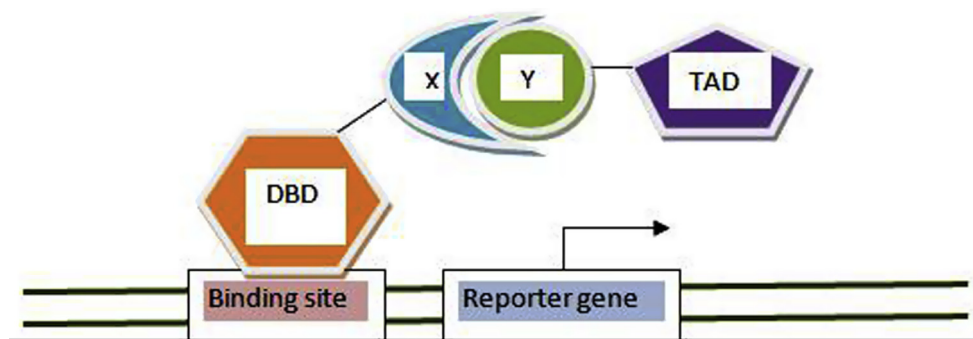 X
Y
TAD
DBD
Binding site
Reporter gene